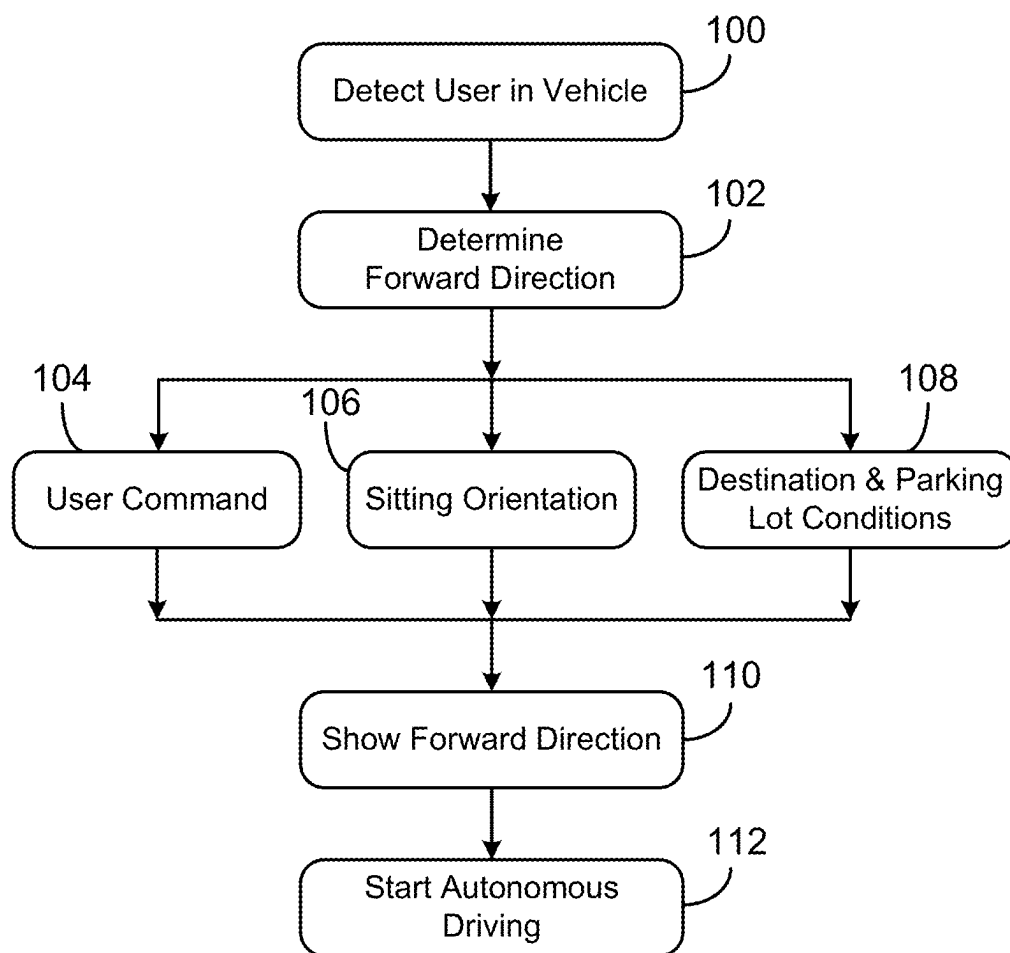 100
Detect User in Vehicle
102
Determine
Forward Direction
104
106
108
User Command
Sitting Orientation
Destination & Parking
Lot Conditions
110
Show Forward Direction
112
Start Autonomous
Driving